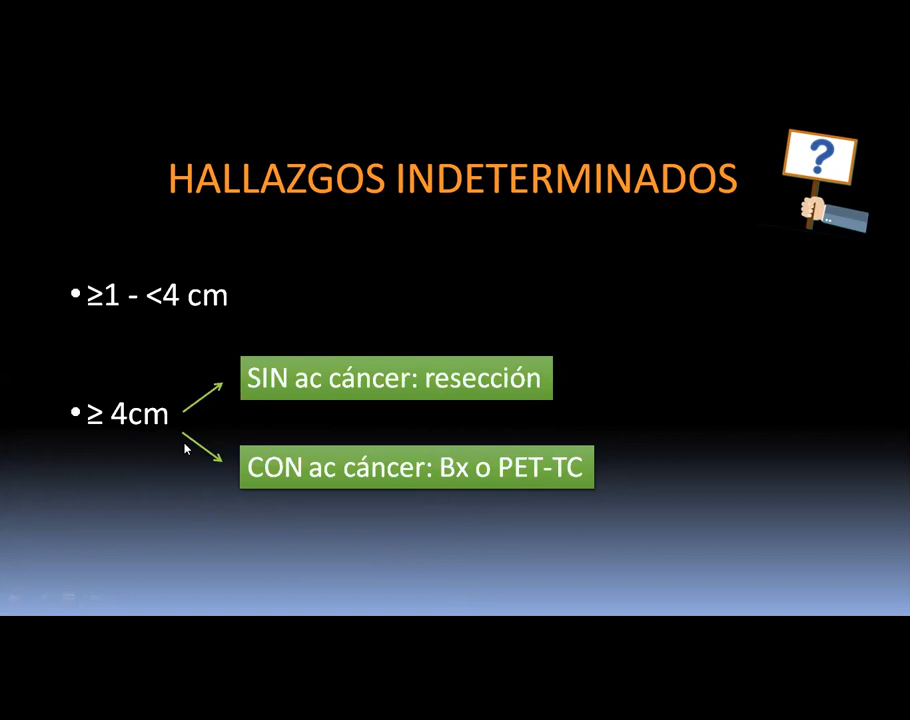 ?
HALLAZGOS INDETERMINADOS
•≥1 - <4 cm
SIN ac cáncer: resección
•≥ 4cm
CON ac cáncer: Bx o PET-TC